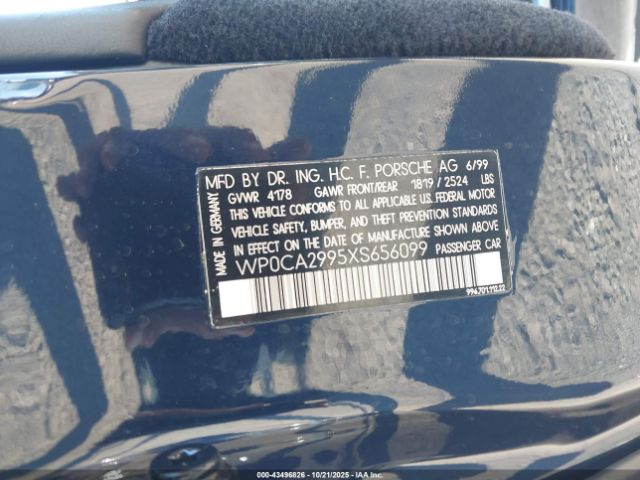 MFD BY DR. ING. H.C. F. PORSCHE AG 6/99
GVWR 4178 GAWR FRONT/REAR 1819/2524 LBS
THIS VEHICLE CONFORMS TO ALL APPLICABLE U.S. FEDERAL MOTOR
VEHICLE SAFETY, BUMPER, AND THEFT PREVENTION STANDARDS
IN EFFECT ON THE DATE OF MANUFACTURE SHOWN ABOVE.
WP0CA2995XS656099 PASSENGER CAR
MADE IN GERMANY
996.701.112.22
000-43496826 - 10/21/2025 - COPYRIGHT IAA, LLC